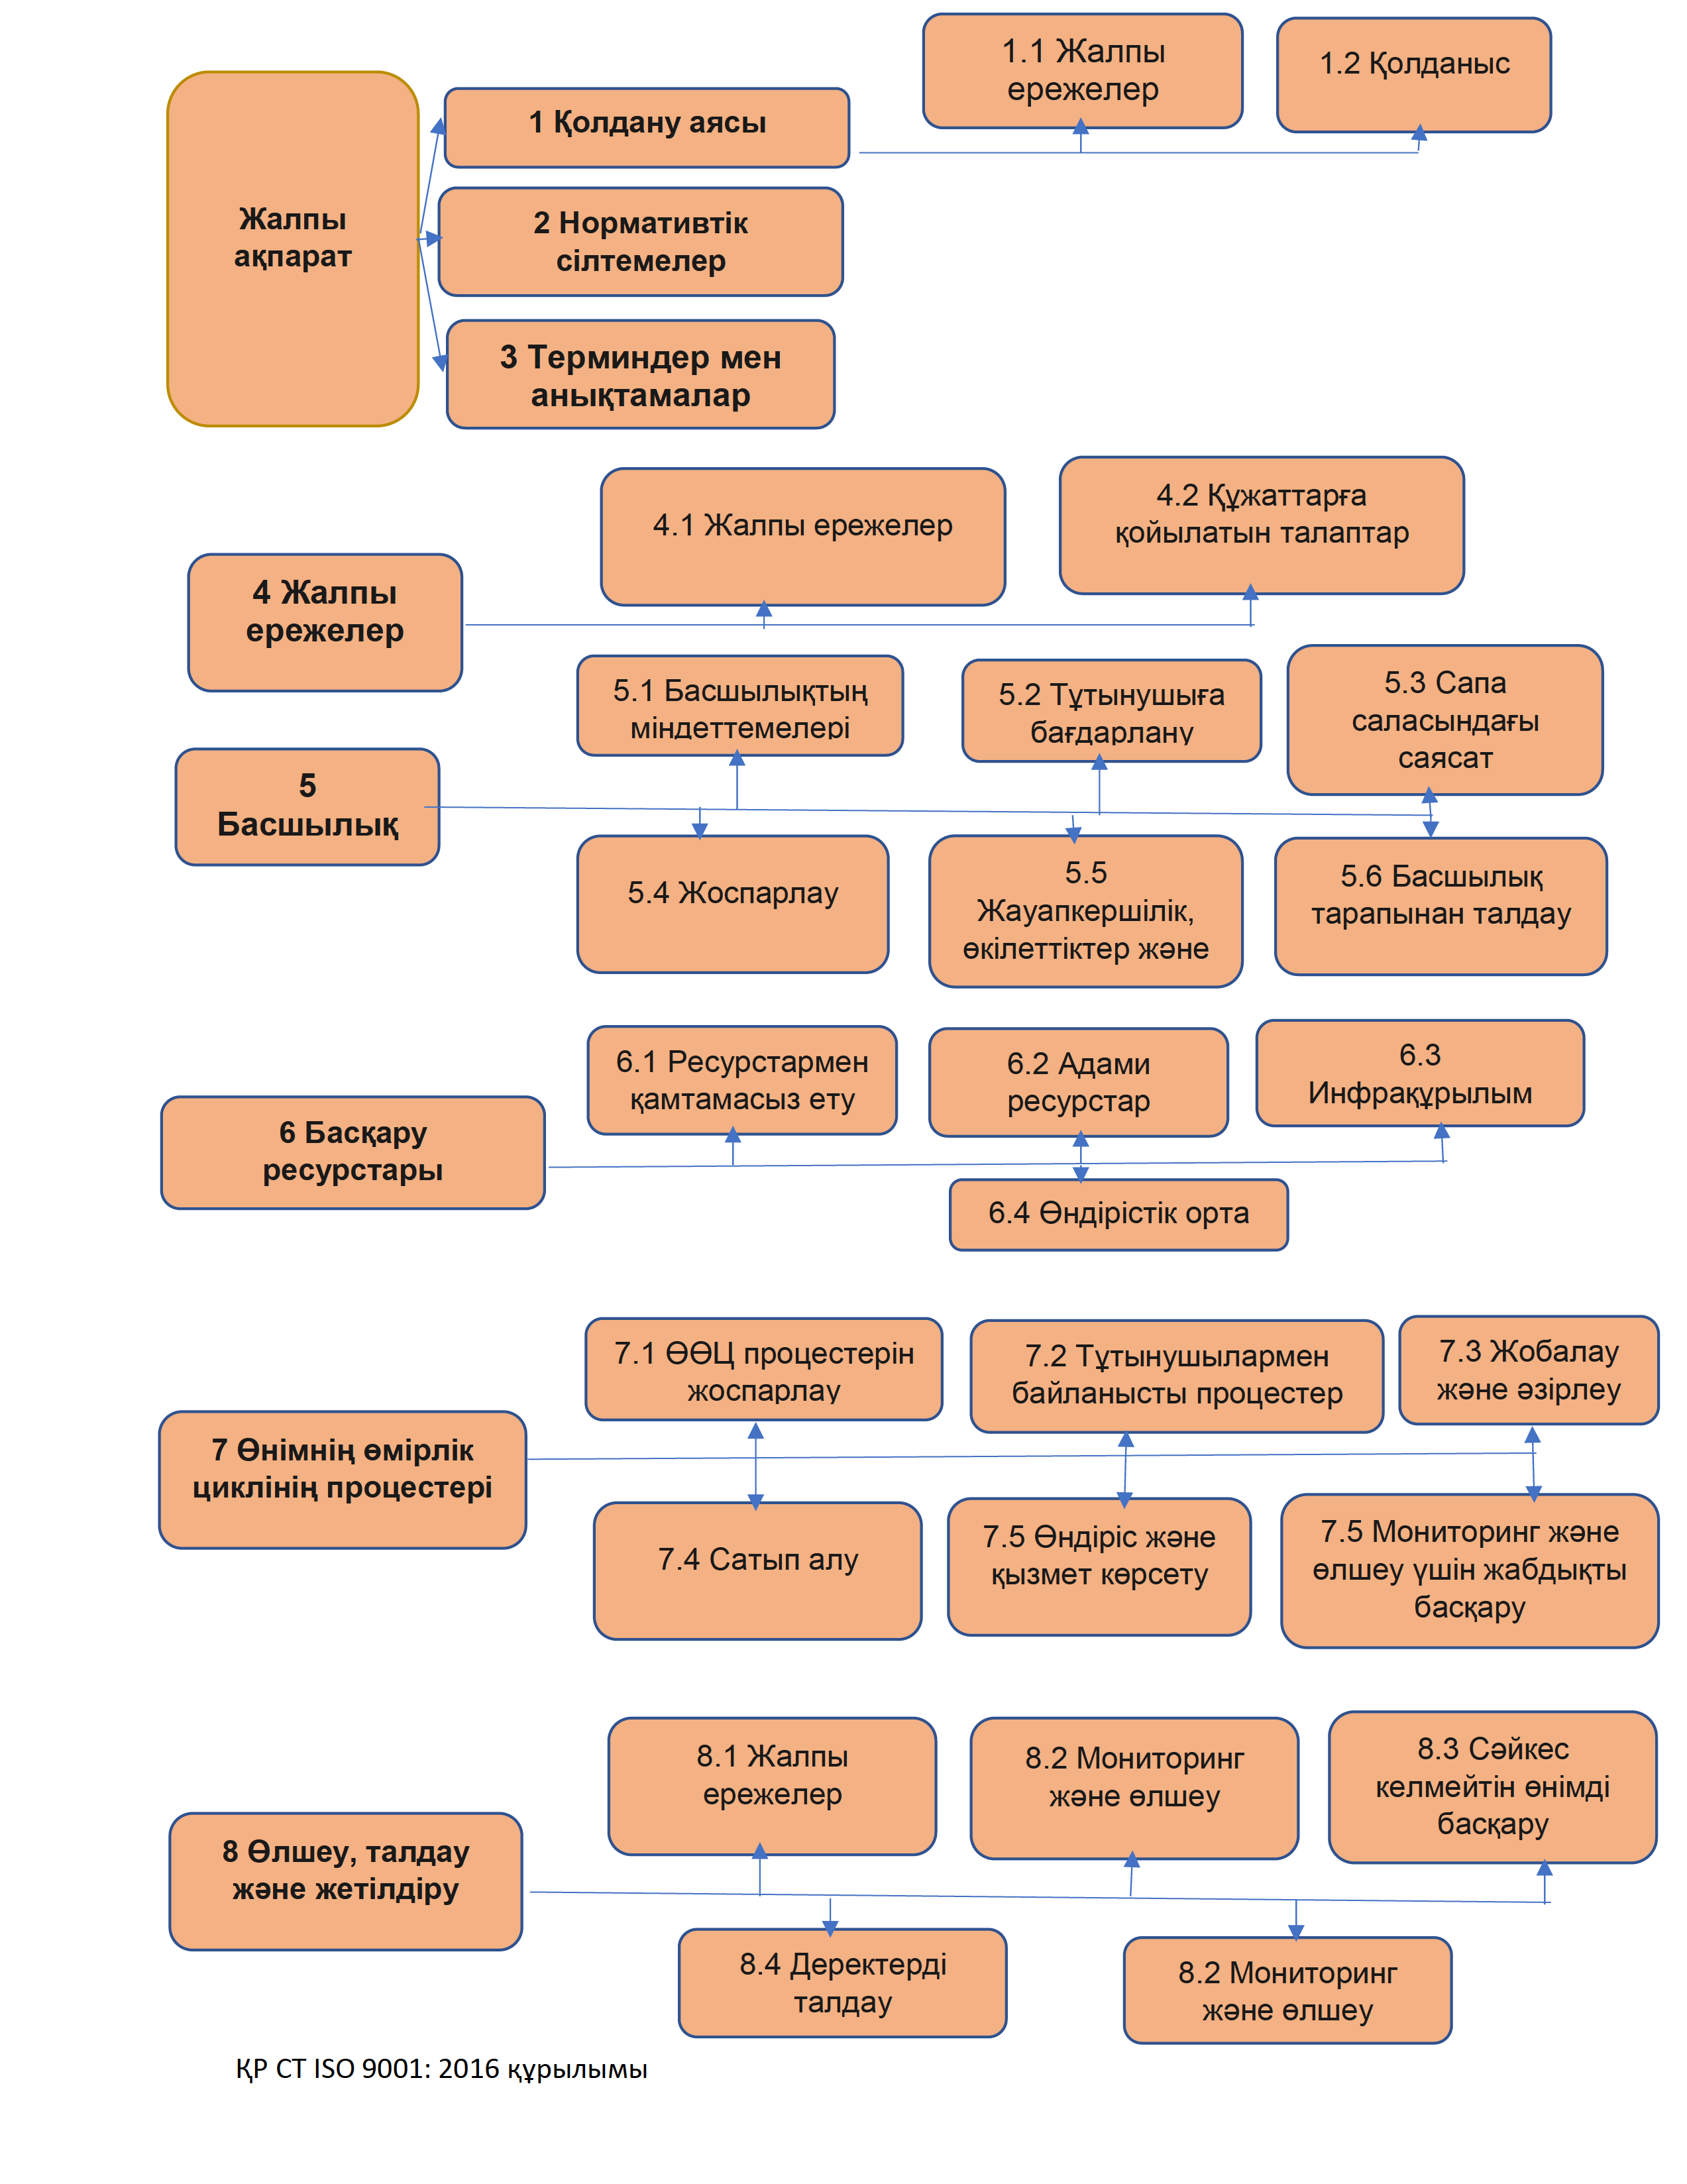 1.1 Жалпы
ережелер
1.2 Қолданыс
Жалпы
ақпарат
1 Қолдану аясы
2 Нормативтік
сілтемелер
3 Терминдер мен
анықтамалар
4 Жалпы
ережелер
4.1 Жалпы ережелер
4.2 Құжаттарға
қойылатын талаптар
5
Басшылық
5.1 Басшылықтың
міндеттемелері
5.2 Тұтынушыға
бағдарлану
5.3 Сапа
саласындағы
саясат
5.4 Жоспарлау
5.5
Жауапкершілік,
өкілеттіктер және
5.6 Басшылық
тарапынан талдау
6 Басқару
ресурстары
6.1 Ресурстармен
қамтамасыз ету
6.2 Адами
ресурстар
6.3
Инфрақұрылым
6.4 Өндірістік орта
7 Өнімнің өмірлік
циклінің процестері
7.1 ӨӨЦ процестерін
жоспарлау
7.2 Тұтынушылармен
байланысты процестер
7.3 Жобалау
және әзірлеу
7.4 Сатып алу
7.5 Өндіріс және
қызмет көрсету
7.5 Мониторинг және
өлшеу үшін жабдықты
басқару
8 Өлшеу, талдау
және жетілдіру
8.1 Жалпы
ережелер
8.2 Мониторинг
және өлшеу
8.3 Сәйкес
келмейтін өнімді
басқару
8.4 Деректерді
талдау
8.2 Мониторинг
және өлшеу
ҚР СТ ISO 9001: 2016 құрылымы